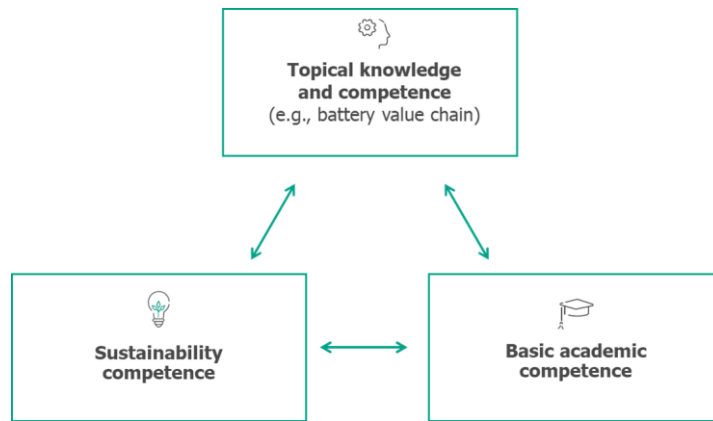 Topical knowledge
and competence
(e.g., battery value chain)
Sustainability
competence
Basic academic
competence